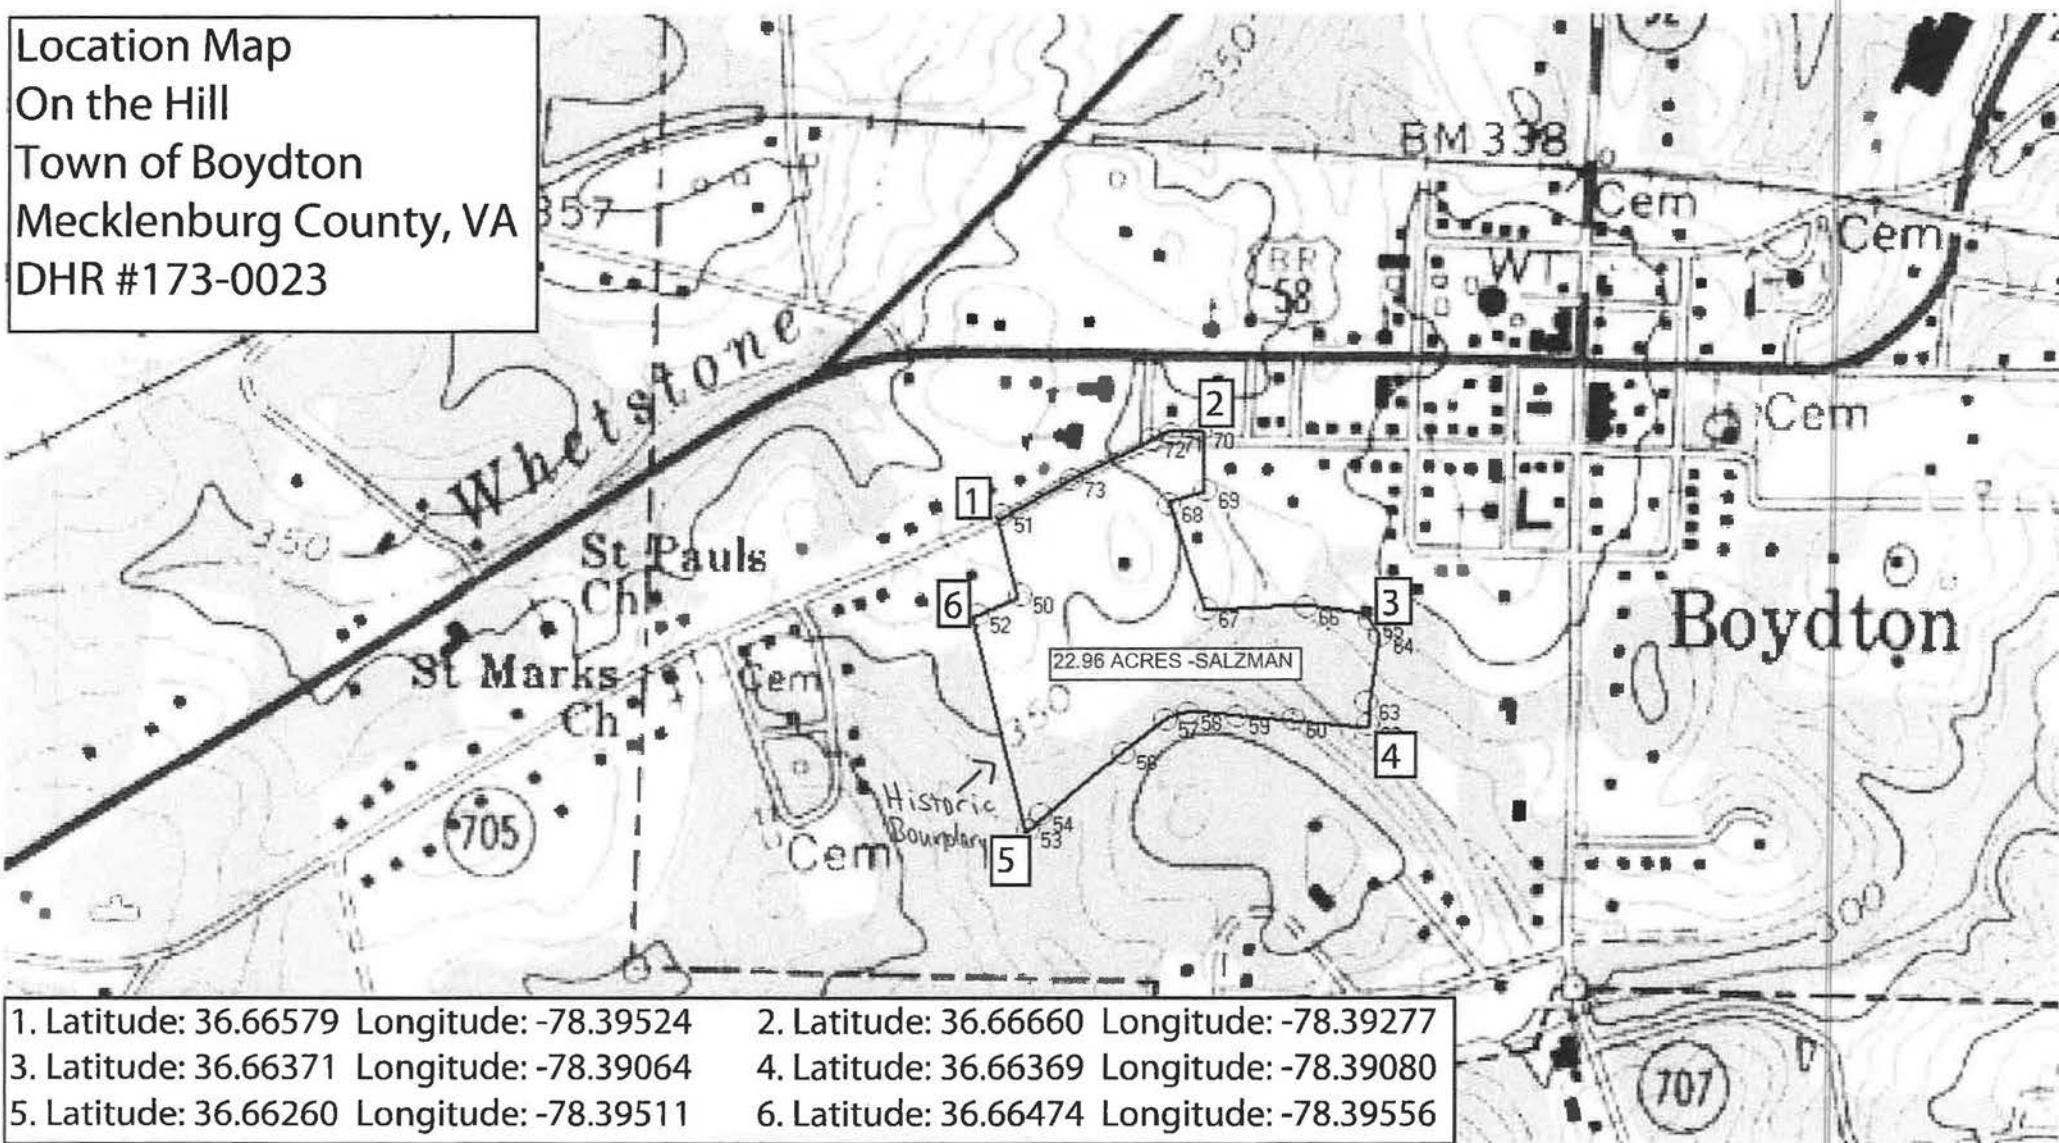 Location Map
On the Hill
Town of Boydton
Mecklenburg County, VA
DHR #173-0023
350
BM 338
Cem
Cem
357
RR
58
WT
Whetstone
2
Cem
72
71
70
73
1
69
68
51
350
St Pauls
Ch
6
50
52
3
67
66
65
64
Boydton
22.96 ACRES -SALZMAN
St Marks
Ch
Cem
350
63
57
58
59
60
4
56
Historic
Boundary
54
53
705
Cem
5
300
707
1. Latitude: 36.66579 Longitude: -78.39524 2. Latitude: 36.66660 Longitude: -78.39277
3. Latitude: 36.66371 Longitude: -78.39064 4. Latitude: 36.66369 Longitude: -78.39080
5. Latitude: 36.66260 Longitude: -78.39511 6. Latitude: 36.66474 Longitude: -78.39556